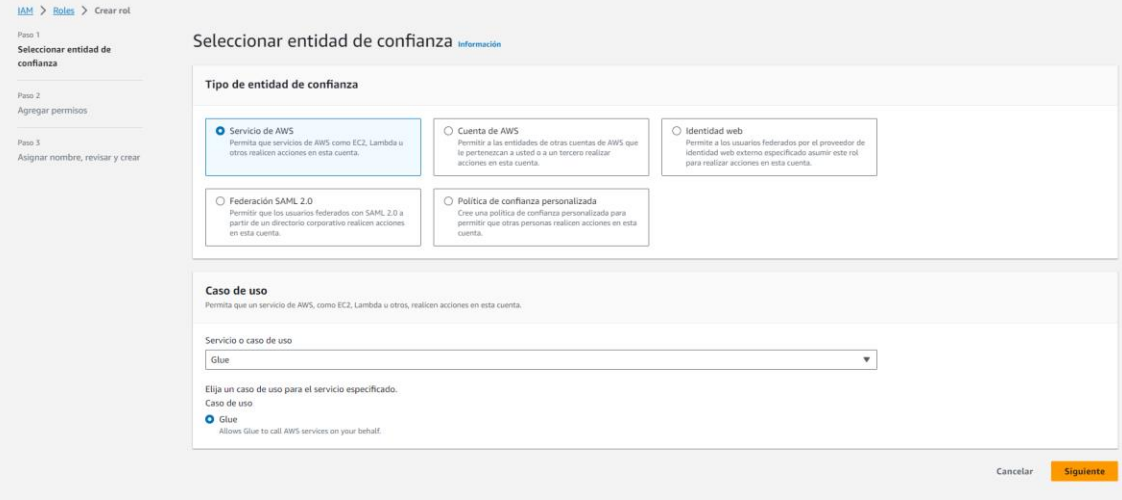 IAM > Roles > Crear rol
Paso 1
Seleccionar entidad de
confianza
Paso 2
Agregar permisos
Paso 3
Asignar nombre, revisar y crear
Seleccionar entidad de confianza Información
Tipo de entidad de confianza
Servicio de AWS
Permita que servicios de AWS como EC2, Lambda u
otros realicen acciones en esta cuenta.
Cuenta de AWS
Permitir a las entidades de otras cuentas de AWS que
le pertenezcan a usted o a un tercero realizar
acciones en esta cuenta.
Identidad web
Permite a los usuarios federados por el proveedor de
identidad web externo especificado asumir este rol
para realizar acciones en esta cuenta.
Federación SAML 2.0
Permitir que los usuarios federados con SAML 2.0 a
partir de un directorio corporativo realicen acciones
en esta cuenta.
Política de confianza personalizada
Cree una política de confianza personalizada para
permitir que otras personas realicen acciones en esta
cuenta.
Caso de uso
Permita que un servicio de AWS, como EC2, Lambda u otros, realicen acciones en esta cuenta.
Servicio o caso de uso
Glue
Elija un caso de uso para el servicio especificado.
Caso de uso
Glue
Allows Glue to call AWS services on your behalf.
Cancelar
Siguiente